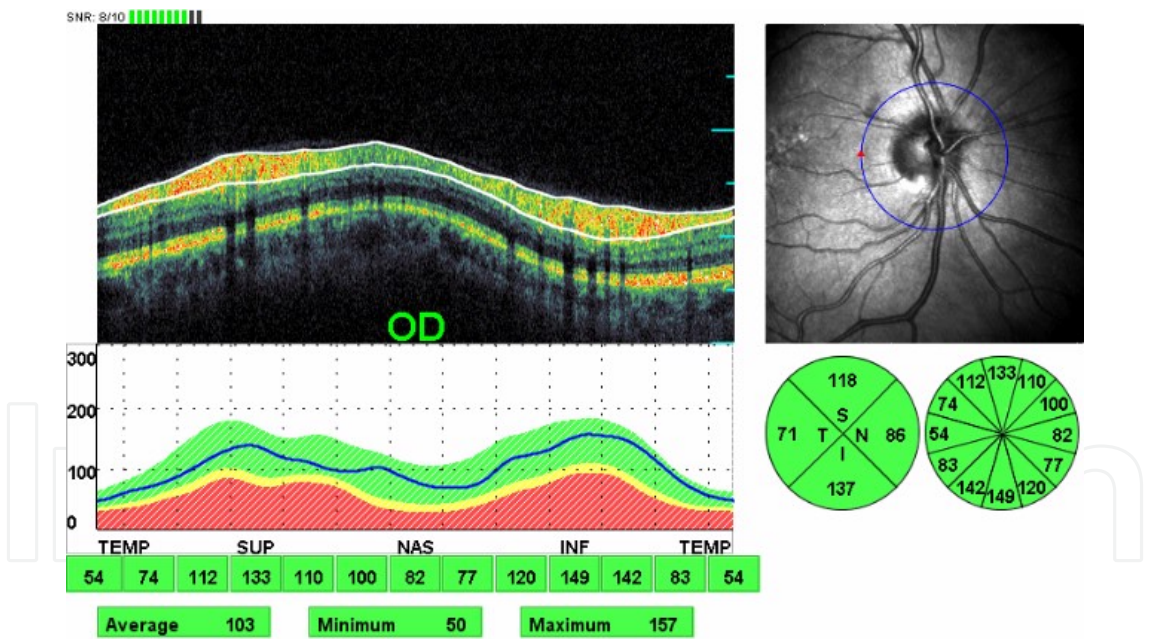 SNR: 8/10
OD
300
200
100
0
TEMP SUP NAS INF TEMP
54 74 112 133 110 100 82 77 120 149 142 83 54
Average 103 Minimum 50 Maximum 157
118
S
71 T N 86
I
137
133
112 110
74 100
54 82
83 77
142 120
149